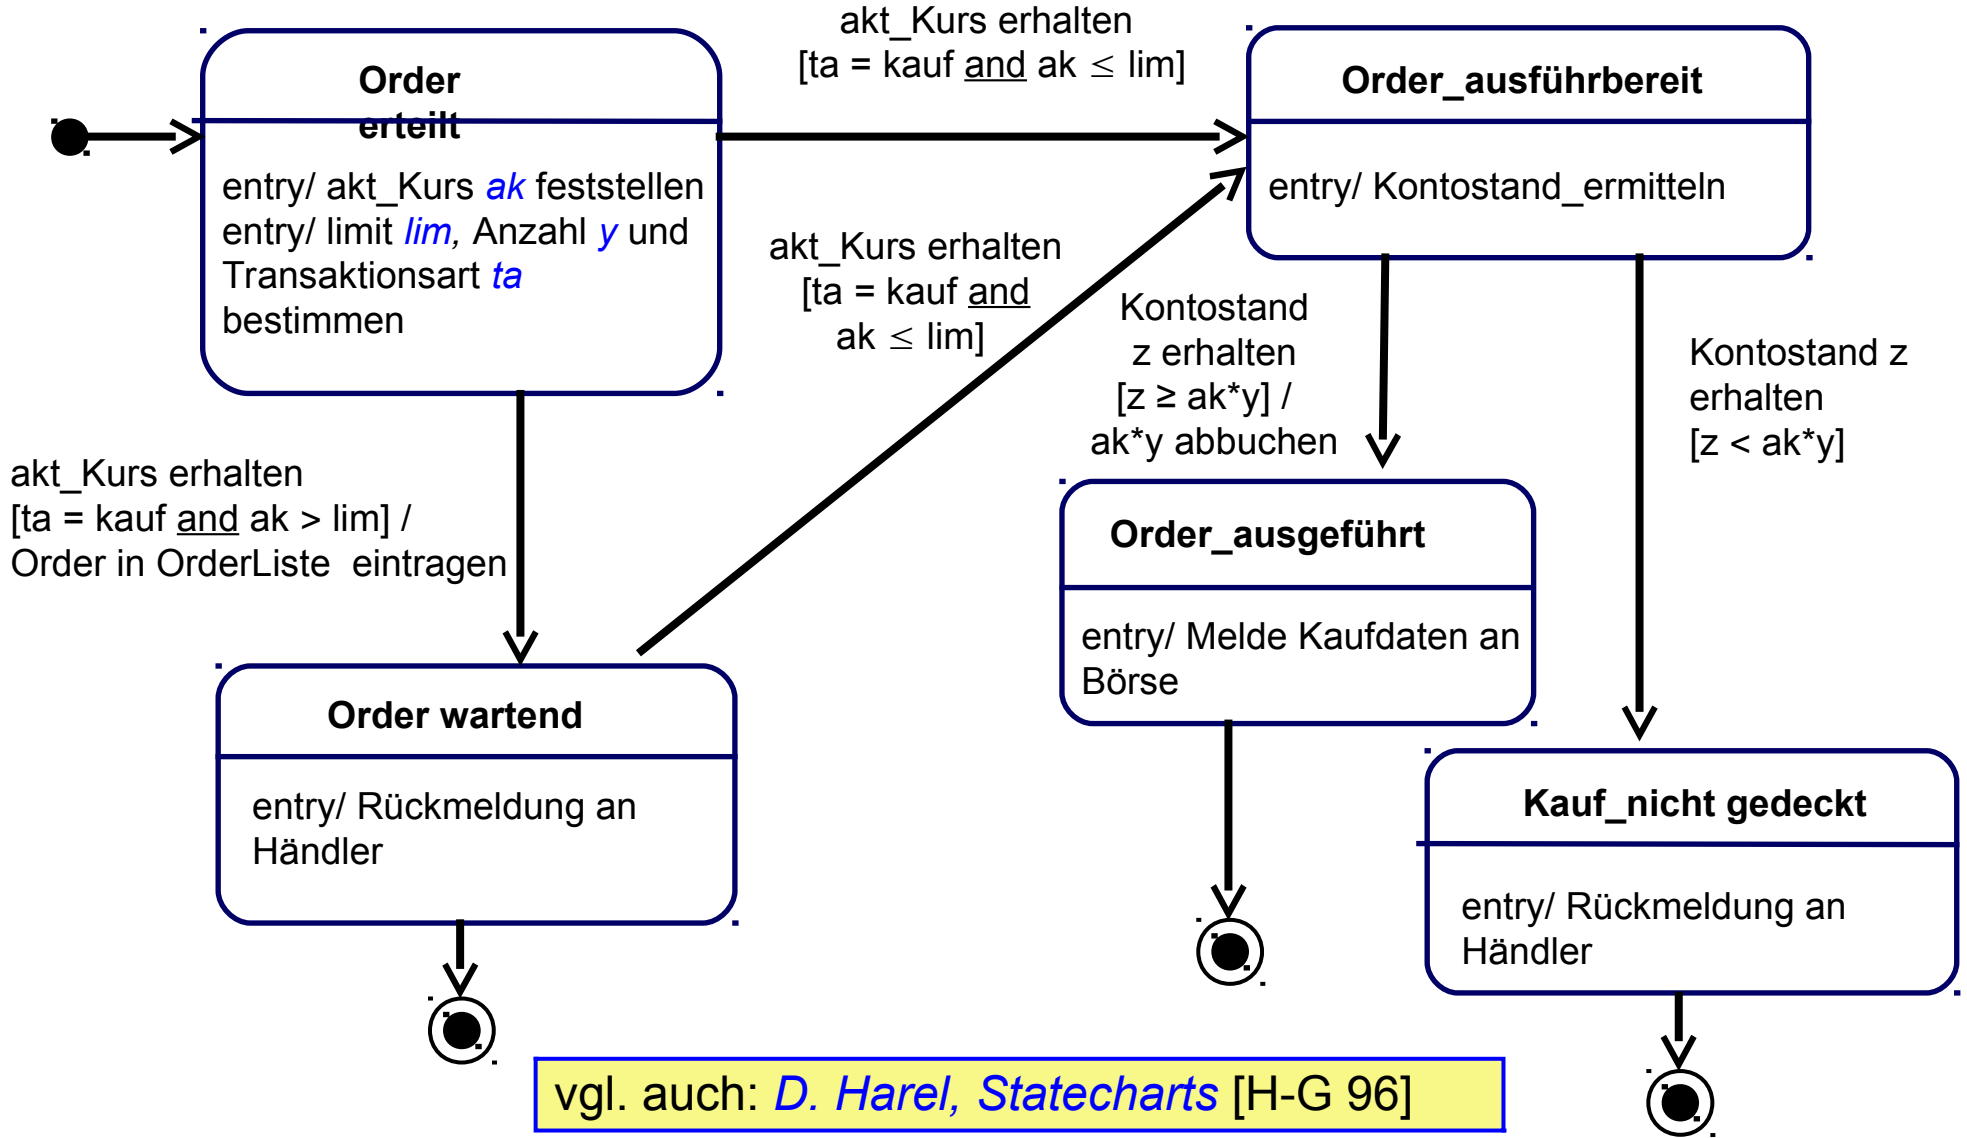 akt_Kurs erhalten
[ta = kauf and ak ≤ lim]
Order
erteilt
entry/ akt_Kurs ak feststellen
entry/ limit lim, Anzahl y und
Transaktionsart ta
bestimmen
Order_ausführbereit
entry/ Kontostand_ermitteln
akt_Kurs erhalten
[ta = kauf and
ak ≤ lim]
Kontostand
z erhalten
[z ≥ ak*y] /
ak*y abbuchen
Kontostand z
erhalten
[z < ak*y]
akt_Kurs erhalten
[ta = kauf and ak > lim] /
Order in OrderListe eintragen
Order_ausgeführt
entry/ Melde Kaufdaten an
Börse
Order wartend
entry/ Rückmeldung an
Händler
Kauf_nicht gedeckt
entry/ Rückmeldung an
Händler
vgl. auch: D. Harel, Statecharts [H-G 96]